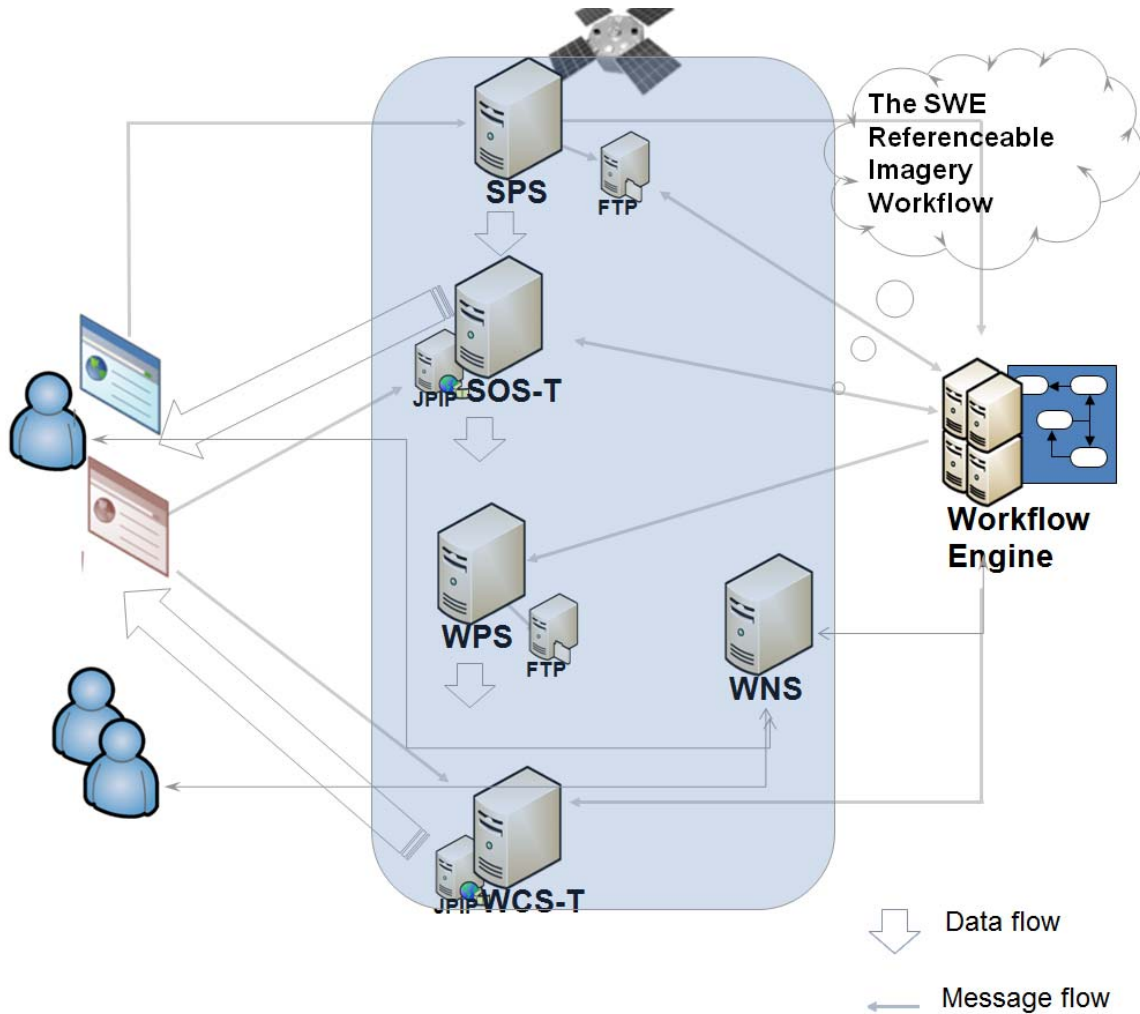 The SWE
Referenceable
Imagery
Workflow
SPS
FTP
JPIP
SOS-T
Workflow
Engine
WPS
FTP
WNS
JPIP
WCS-T
Data flow
Message flow